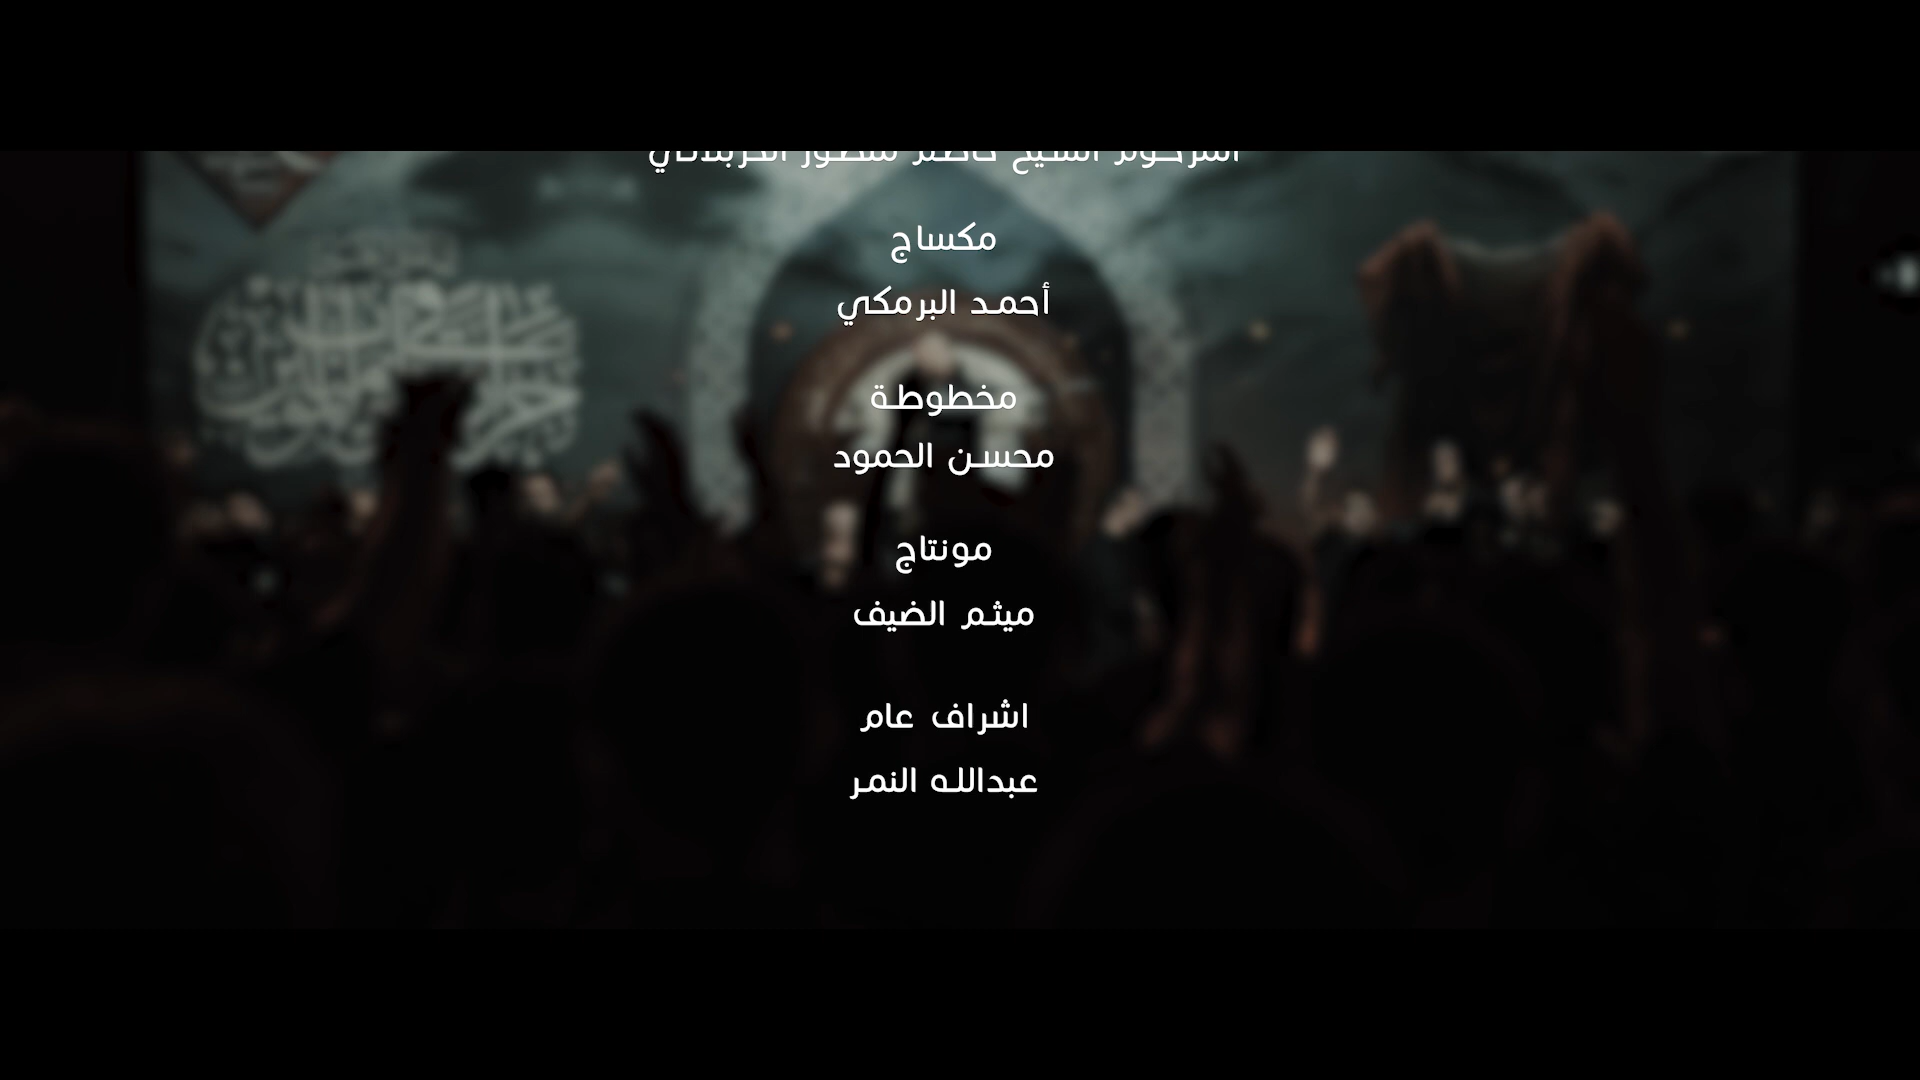 مكساج
أحمد البرمكي
مخطوطة
محسن الحمود
مونتاج
ميثم الضيف
اشراف عام
عبدالله النمر